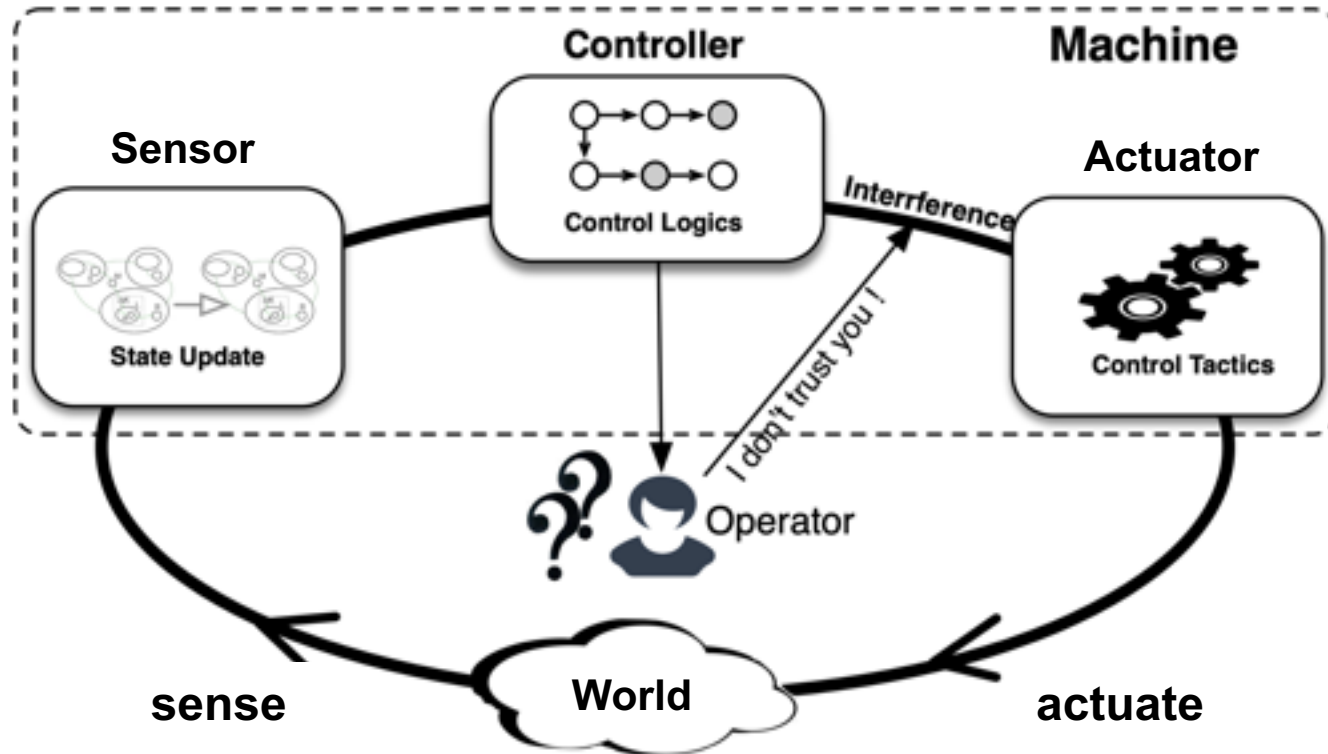 Controller
Machine
Sensor
Actuator
Control Logics
Interrference
State Update
Control Tactics
I don't trust you !
??
Operator
World
sense
actuate